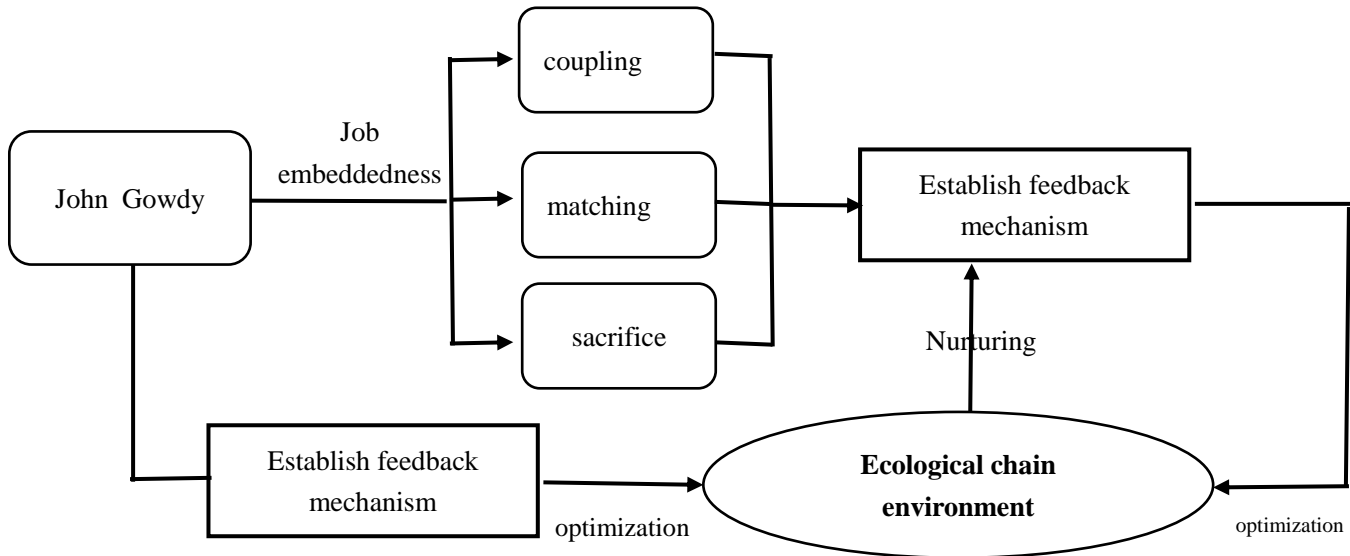 coupling
Job
embeddedness
John Gowdy
matching
Establish feedback
mechanism
sacrifice
Nurturing
Establish feedback
mechanism
optimization
Ecological chain
environment
optimization